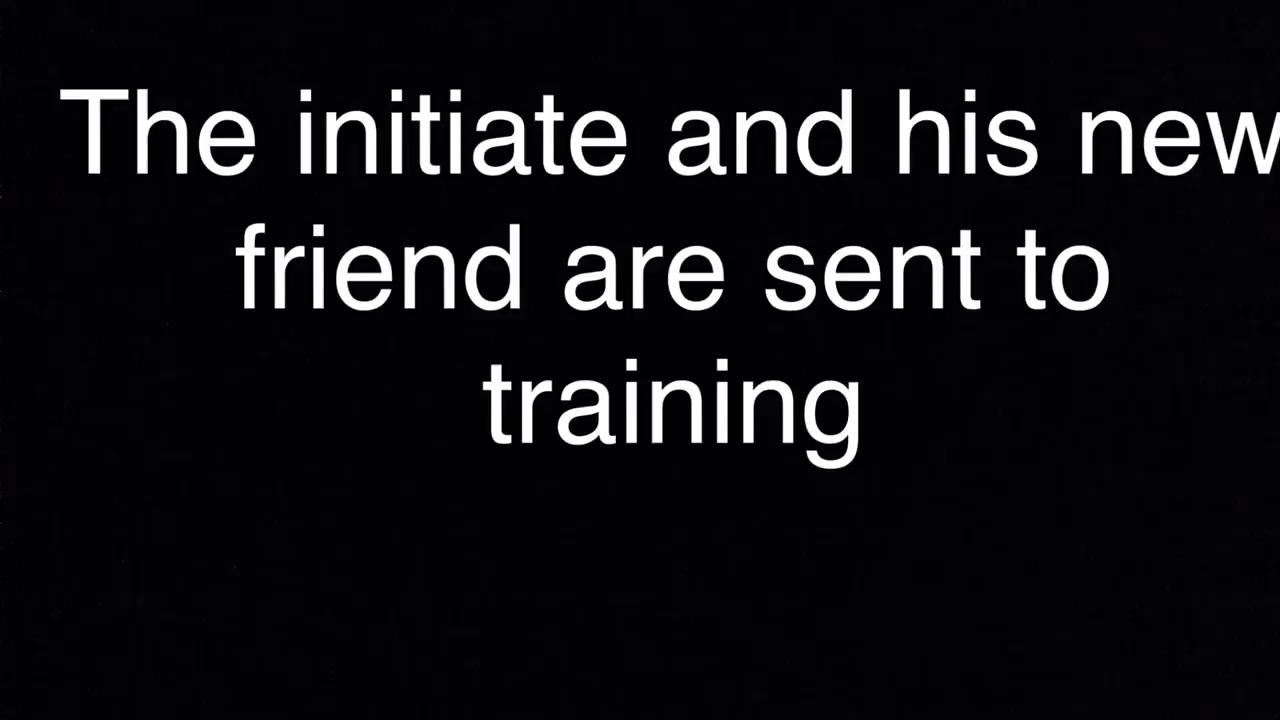 The initiate and his new
friend are sent to
training